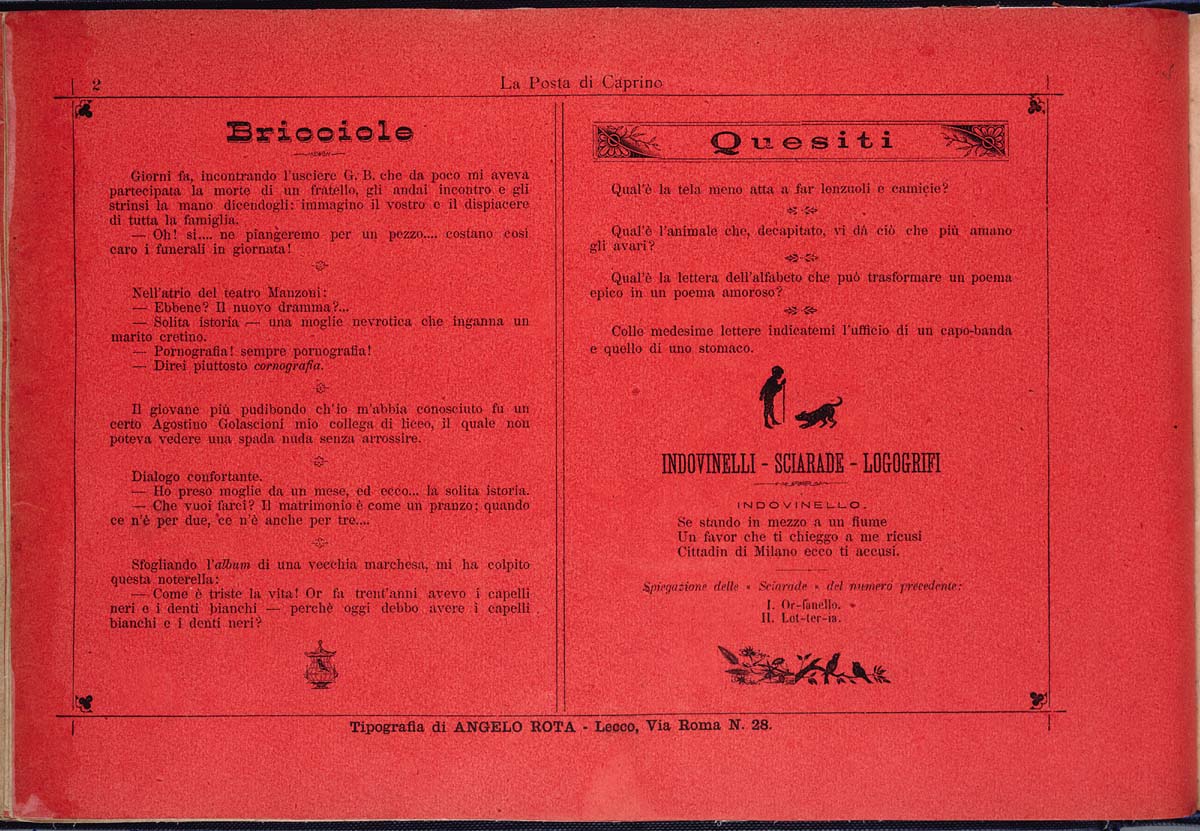 2
La Posta di Caprino
Bricciole
Giorni fa, incontrando l'usciere G. B. che da poco mi aveva
partecipata la morte di un fratello, gli andai incontro e gli
strinsi la mano dicendogli: immagino il vostro e il dispiacere
di tutta la famiglia.
— Oh! si.... ne piangeremo per un pezzo.... costano così
caro i funerali in giornata!
Nell'atrio del teatro Manzoni:
— Ebbene? Il nuovo dramma?...
— Solita istoria — una moglie nevrotica che inganna un
marito cretino.
— Pornografia! sempre pornografia!
— Direi piuttosto cornografia.
Il giovane più pudibondo ch'io m'abbia conosciuto fu un
certo Agostino Golascioni mio collega di liceo, il quale non
poteva vedere una spada nuda senza arrossire.
Dialogo confortante.
— Ho preso moglie da un mese, ed ecco... la solita istoria.
— Che vuoi farci? Il matrimonio è come un pranzo: quando
ce n'è per due, ce n'è anche per tre....
Sfogliando l'album di una vecchia marchesa, mi ha colpito
questa noterella:
— Come è triste la vita! Or fa trent'anni avevo i capelli
neri e i denti bianchi — perchè oggi debbo avere i capelli
bianchi e i denti neri?
Quesiti
Qual'è la tela meno atta a far lenzuoli e camicie?
Qual'è l'animale che, decapitato, vi dá ciò che più amano
gli avari?
Qual'è la lettera dell'alfabeto che può trasformare un poema
epico in un poema amoroso?
Colle medesime lettere indicatemi l'ufficio di un capo-banda
e quello di uno stomaco.
INDOVINELLI - SCIARADE - LOGOGRIFI
INDOVINELLO.
Se stando in mezzo a un fiume
Un favor che ti chieggo a me ricusi
Cittadin di Milano ecco ti accusi.
Spiegazione delle « Sciarade » del numero precedente:
I. Or-fanello.
II. Lot-ter-ia.
Tipografia di ANGELO ROTA - Lecco, Via Roma N. 28.